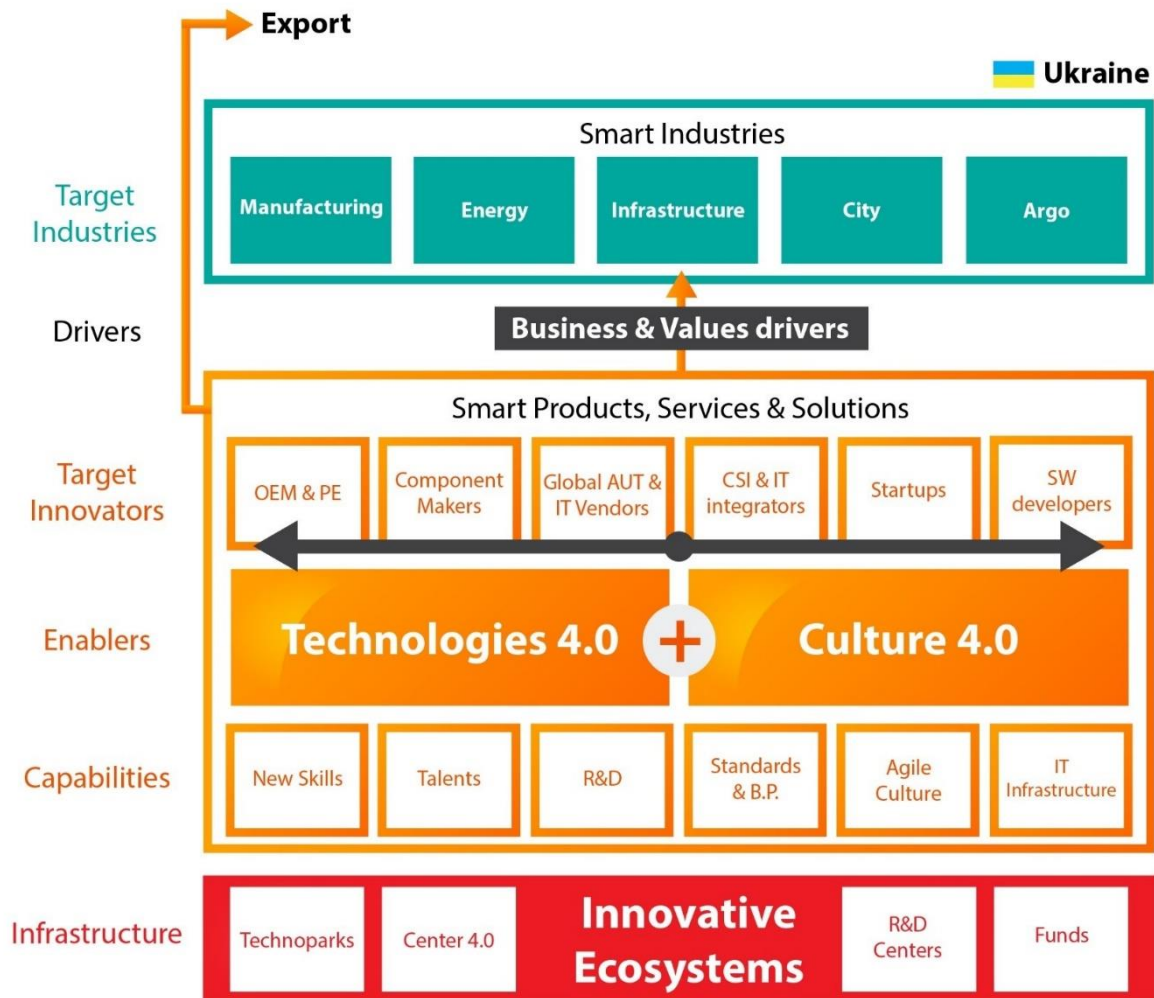 Export
Ukraine
Smart Industries
Target
Industries
Manufacturing
Energy
Infrastructure
City
Argo
Drivers
Business & Values drivers
Smart Products, Services & Solutions
Target
Innovators
OEM & PE
Component
Makers
Global AUT &
IT Vendors
CSI & IT
integrators
Startups
SW
developers
Enablers
Technologies 4.0
+
Culture 4.0
Capabilities
New Skills
Talents
R&D
Standards
& B.P.
Agile
Culture
IT
Infrastructure
Infrastructure
Technoparks
Center 4.0
Innovative
Ecosystems
R&D
Centers
Funds